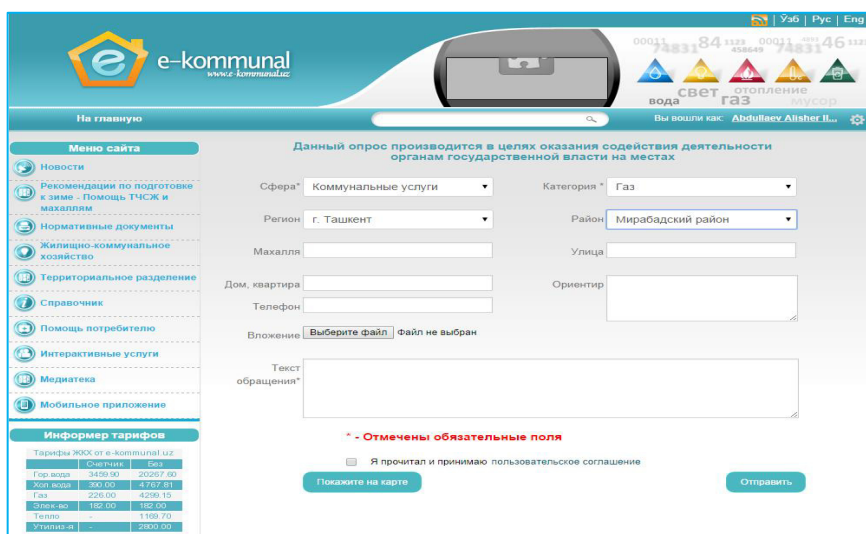 Ўзб | Рус | Eng
e-kommunal
www.e-kommunal.uz
вода
свет
газ
отопление
мусор
На главную
Вы вошли как: Abdullaev Alisher Il...
Меню сайта
Новости
Рекомендации по подготовке
к зиме - Помощь ТЧСЖ и
махаллям
Нормативные документы
Жилищно-коммунальное
хозяйство
Территориальное разделение
Справочник
Помощь потребителю
Интерактивные услуги
Медиатека
Мобильное приложение
Информер тарифов
Тарифы ЖКХ от e-kommunal.uz
Счетчик Без
Гор.вода 3459.90 20267.60
Хол.вода 390.00 4767.81
Газ 226.00 4299.15
Элек-во 182.00 182.00
Тепло - 1169.70
Утилиз-я - 2800.00
Данный опрос производится в целях оказания содействия деятельности
органам государственной власти на местах
Сфера* Коммунальные услуги Категория * Газ
Регион г. Ташкент Район Мирабадский район
Махалля Улица
Дом, квартира Ориентир
Телефон
Вложение Выберите файл Файл не выбран
Текст
обращения*
* - Отмечены обязательные поля
Я прочитал и принимаю пользовательское соглашение
Покажите на карте Отправить